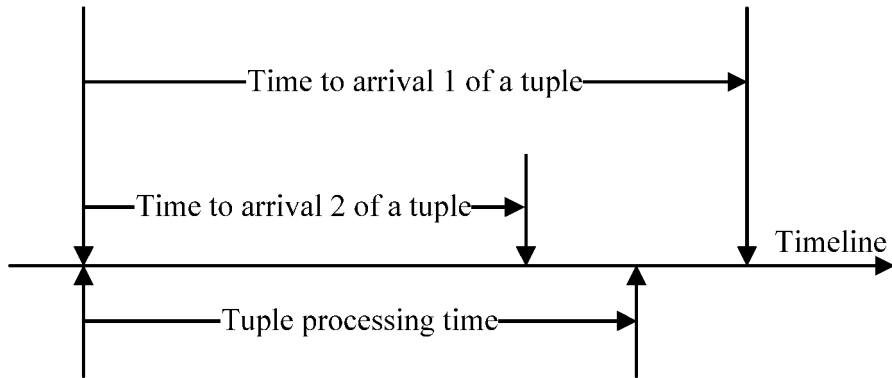 Time to arrival 1 of a tuple
Time to arrival 2 of a tuple
Timeline
Tuple processing time